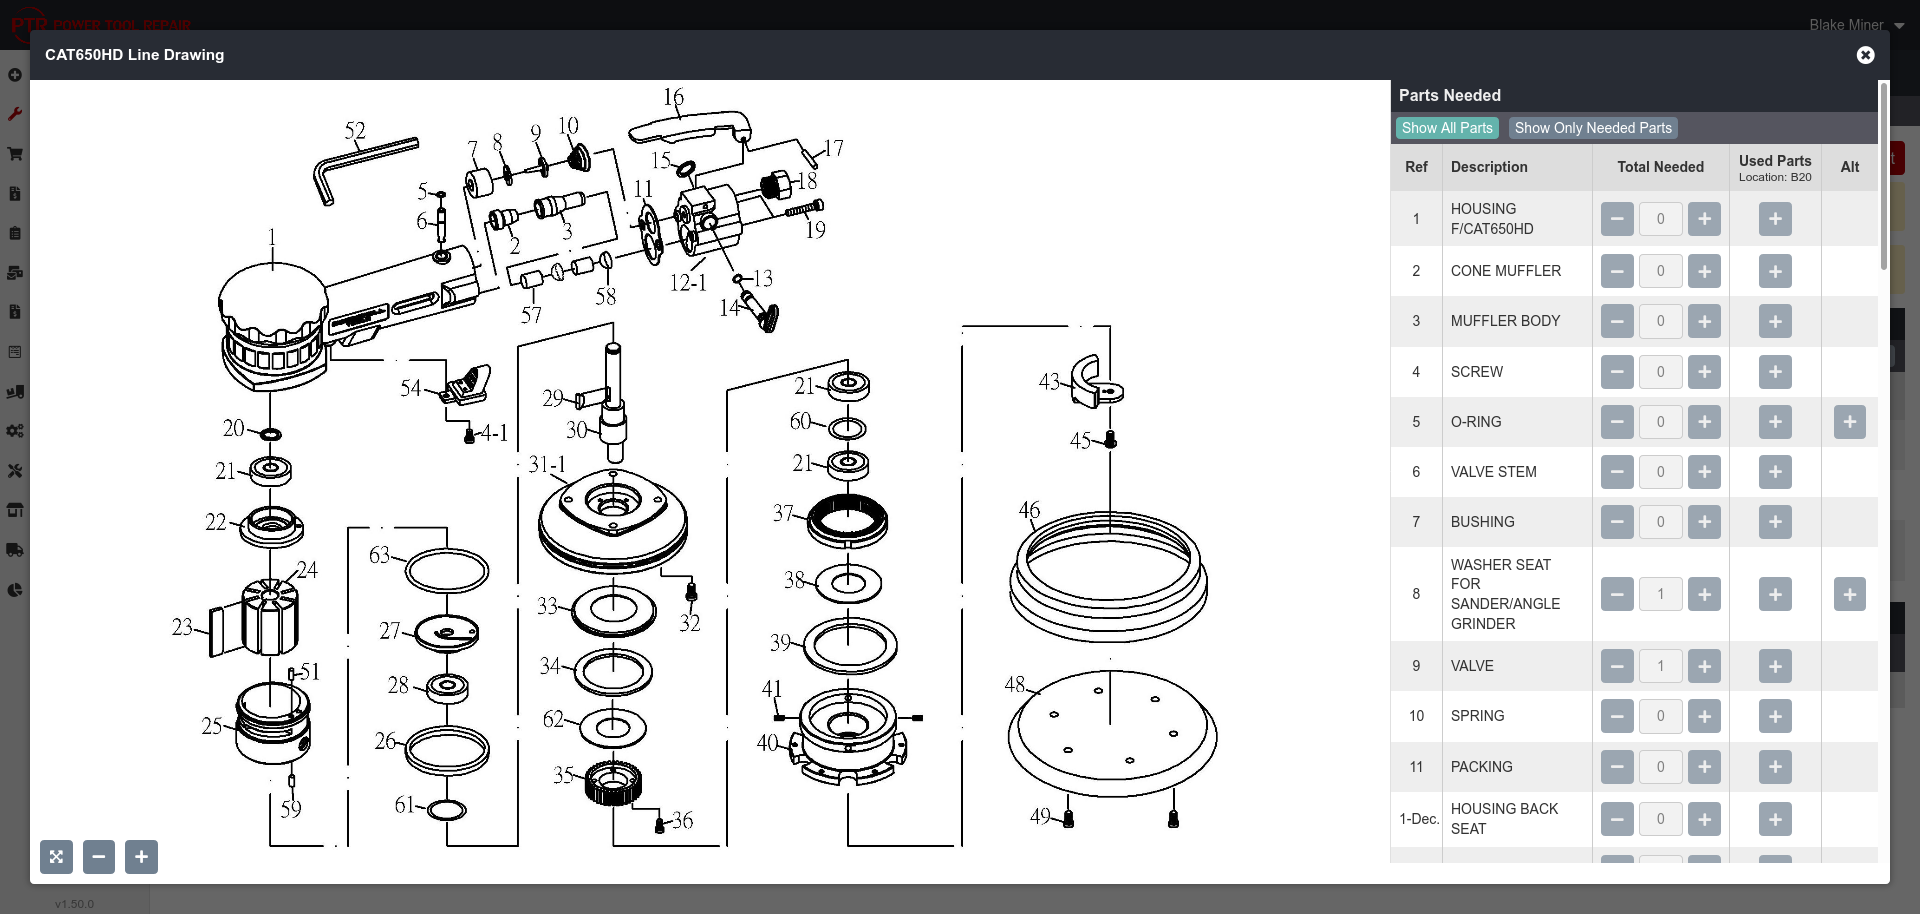 PTR POWER TOOL REPAIR
Blake Miner
CAT650HD Line Drawing
16
52
10
9
8
7
17
15
18
5
11
6
3
19
2
1
12-1
13
58
14
57
54
29
21
43
20
4-1
30
60
45
21
31-1
21
22
37
46
63
24
38
33
32
23
27
39
34
51
28
41
48
25
62
26
40
35
59
61
36
49
Parts Needed
Show All Parts Show Only Needed Parts
Ref Description Total Needed Used Parts Alt
Location: B20
1 HOUSING F/CAT650HD 0
2 CONE MUFFLER 0
3 MUFFLER BODY 0
4 SCREW 0
5 O-RING 0
6 VALVE STEM 0
7 BUSHING 0
8 WASHER SEAT FOR SANDER/ANGLE GRINDER 1
9 VALVE 1
10 SPRING 0
11 PACKING 0
1-Dec. HOUSING BACK SEAT 0
v1.50.0